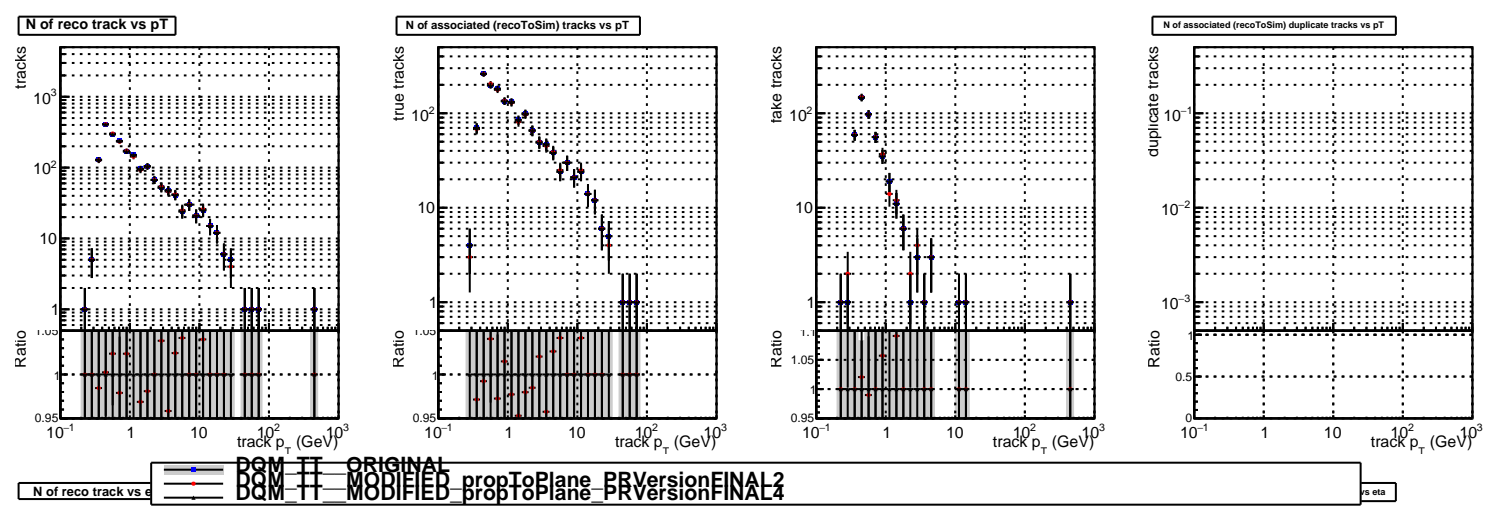 N of reco track vs pT
N of associated (recoToSim) tracks vs pT
N of associated (recoToSim) duplicate tracks vs pT
tracks
10³
10²
10
1
Ratio
1.05
1
0.95
10⁻¹ 1 10 10² 10³
track p_T (GeV)
true tracks
10²
10
1
Ratio
1.05
1
0.95
10⁻¹ 1 10 10² 10³
track p_T (GeV)
fake tracks
10²
10
1
Ratio
1.1
1.05
1
0.95
10⁻¹ 1 10 10² 10³
track p_T (GeV)
duplicate tracks
10⁻¹
10⁻²
10⁻³
Ratio
1
0.5
0
10⁻¹ 1 10 10² 10³
track p_T (GeV)
DQM_TT__ORIGINAL
DQM_TT__MODIFIED_propToPlane_PRVersionFINAL2
DQM_TT__MODIFIED_propToPlane_PRVersionFINAL4
N of reco track vs e
vs eta